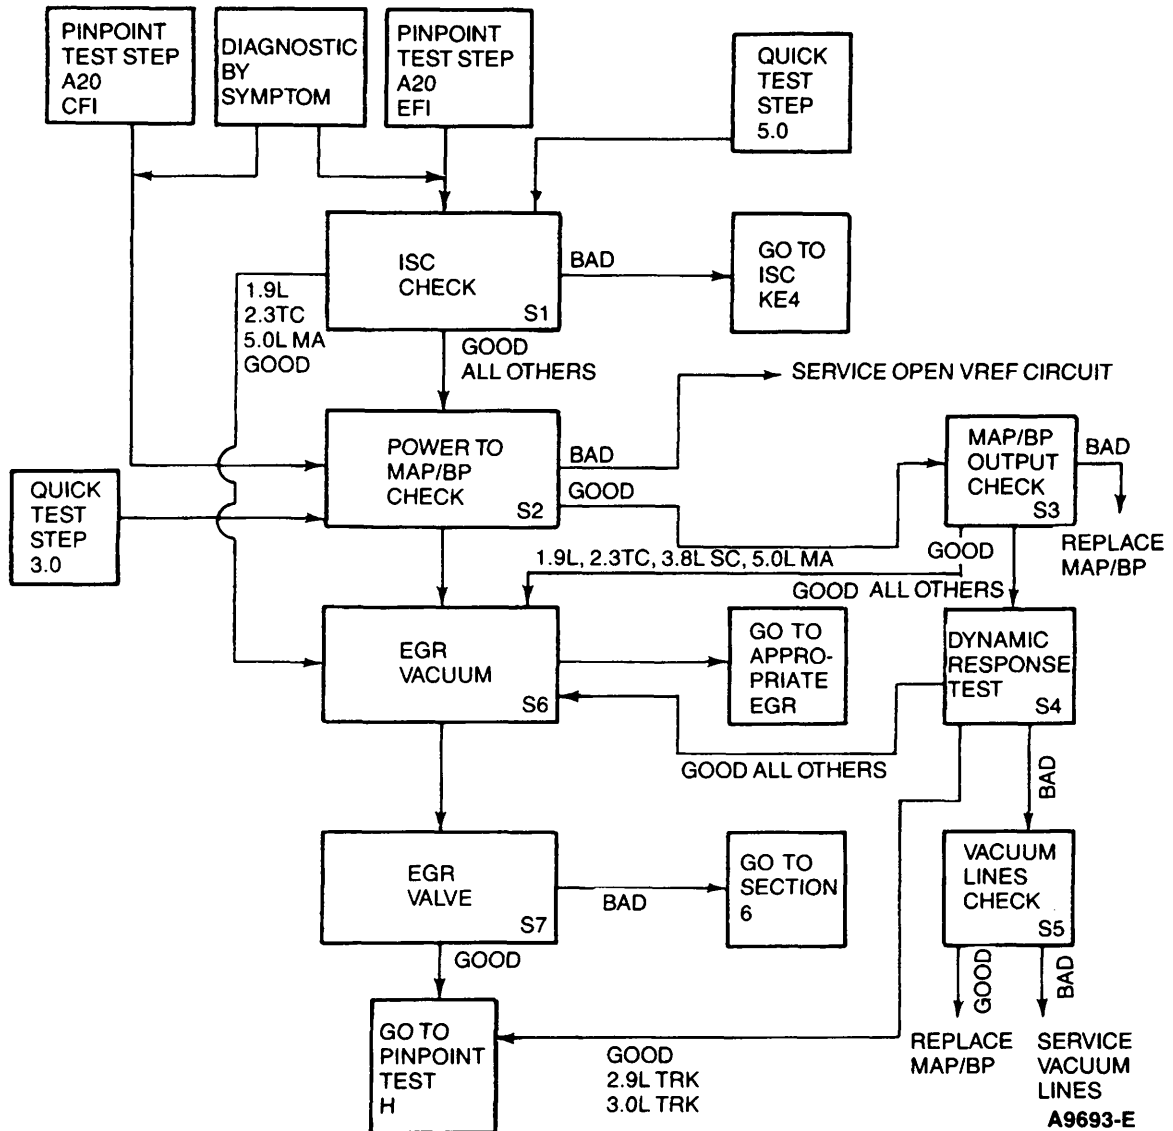 PINPOINT
TEST STEP
A20
CFI
DIAGNOSTIC
BY
SYMPTOM
PINPOINT
TEST STEP
A20
EFI
QUICK
TEST
STEP
5.0
ISC
CHECK
S1
BAD
GO TO
ISC
KE4
1.9L
2.3TC
5.0L MA
GOOD
GOOD
ALL OTHERS
SERVICE OPEN VREF CIRCUIT
POWER TO
MAP/BP
CHECK
S2
BAD
GOOD
MAP/BP
OUTPUT
CHECK
S3
BAD
REPLACE
MAP/BP
QUICK
TEST
STEP
3.0
GOOD
1.9L, 2.3TC, 3.8L SC, 5.0L MA
GOOD ALL OTHERS
EGR
VACUUM
S6
GO TO
APPRO-
PRIATE
EGR
DYNAMIC
RESPONSE
TEST
S4
GOOD ALL OTHERS
BAD
EGR
VALVE
S7
BAD
GO TO
SECTION
6
VACUUM
LINES
CHECK
S5
GOOD
GOOD
BAD
GO TO
PINPOINT
TEST
H
GOOD
2.9L TRK
3.0L TRK
REPLACE
MAP/BP
SERVICE
VACUUM
LINES
A9693-E